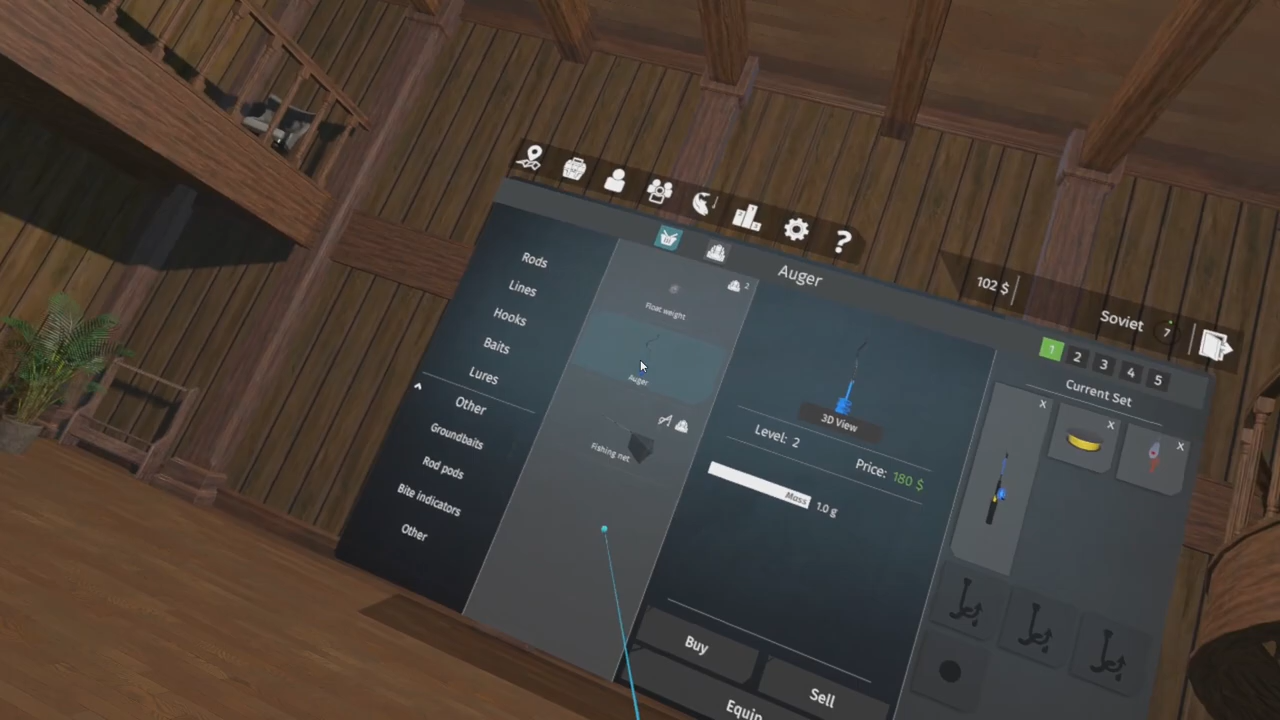 Auger
102 $
Soviet
7
Rods
Lines
Hooks
Baits
Lures
Other
Groundbaits
Rod pods
Bite indicators
Other
2
Float weight
Auger
Fishing net
3D View
Level: 2
Price: 180 $
Mass
1.0 g
Buy
Sell
Equip
1 2 3 4 5
Current Set
X
X
X
?